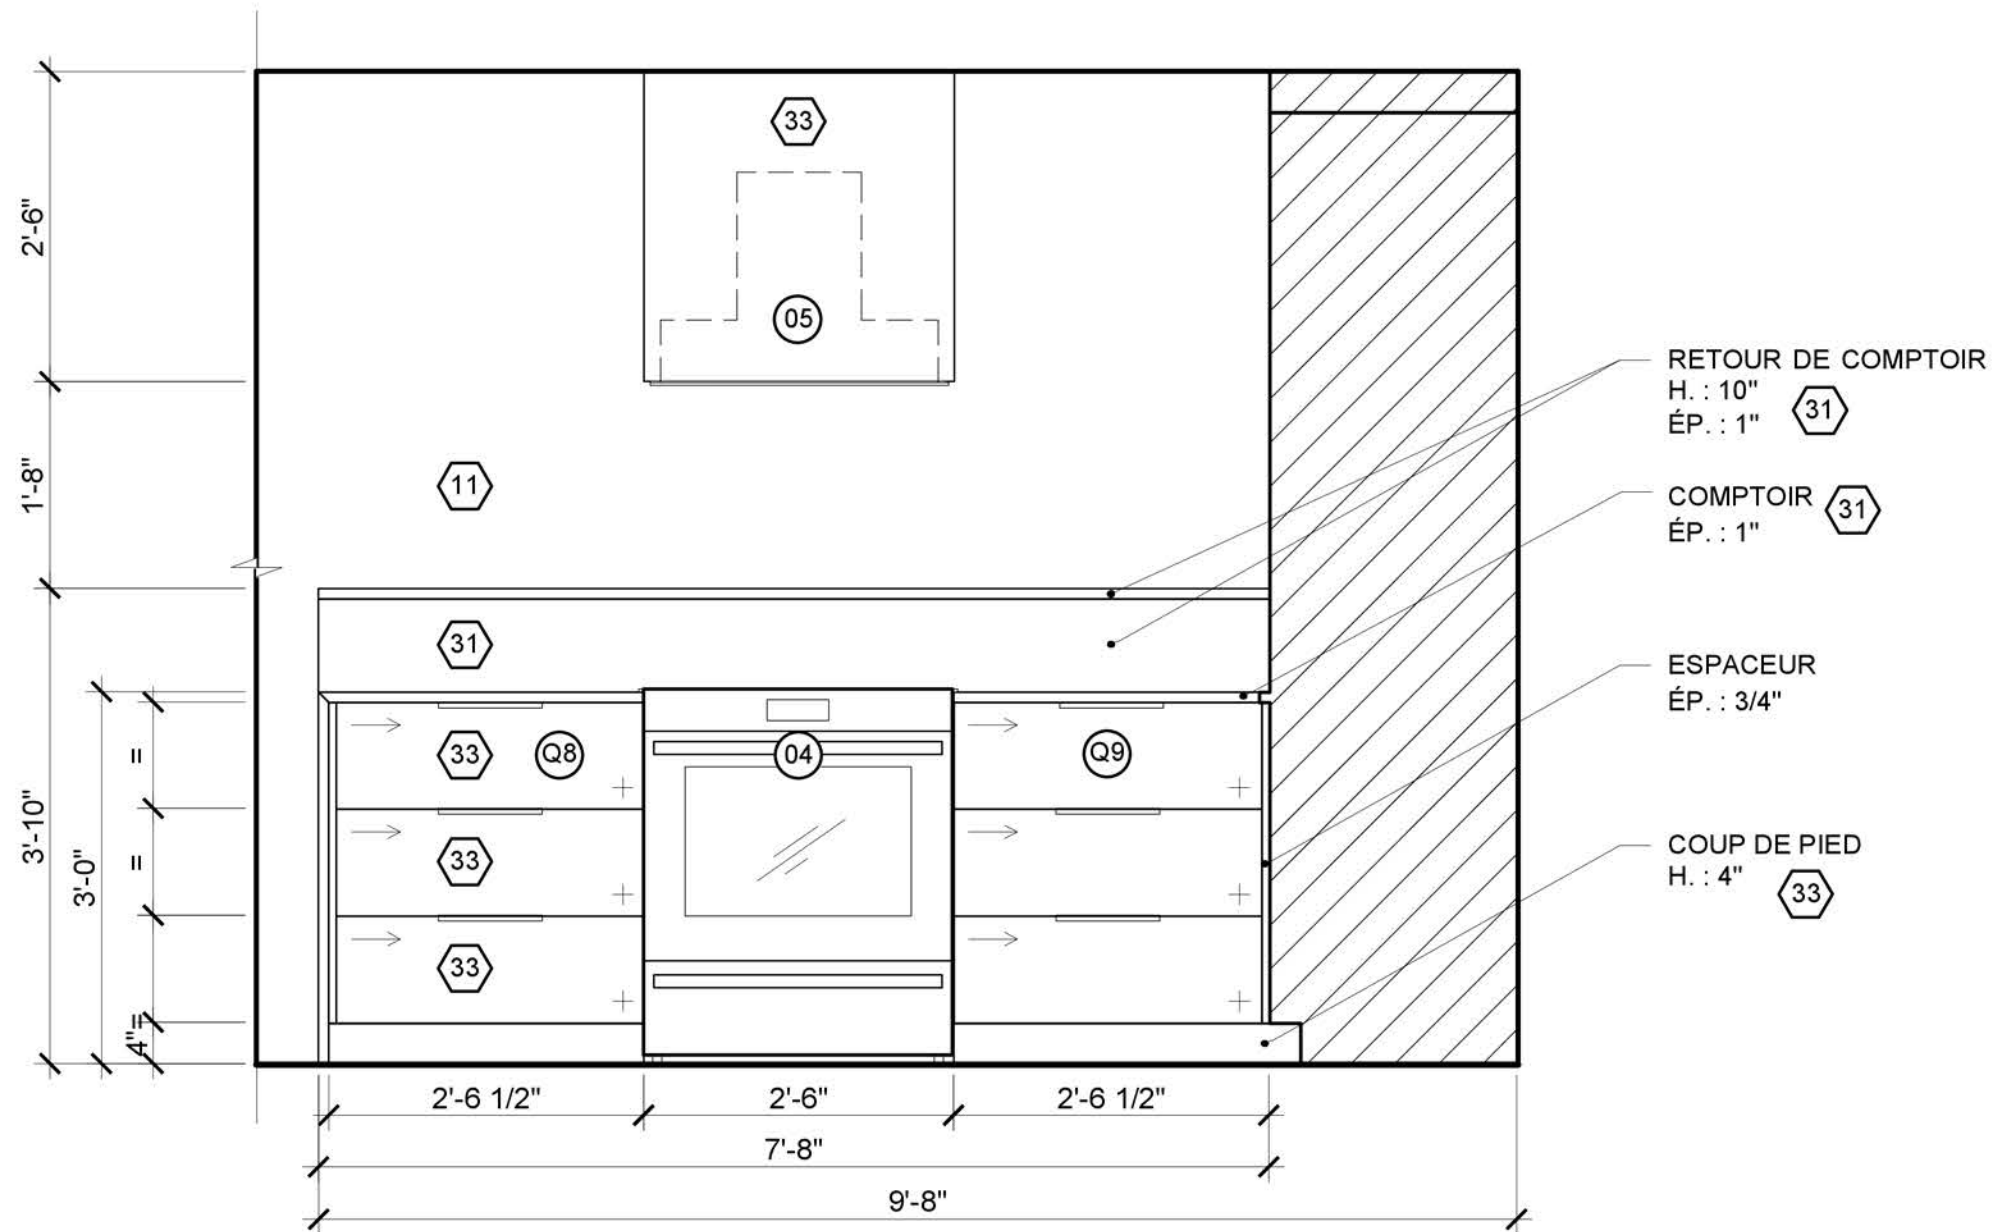 33
2'-6"
05
RETOUR DE COMPTOIR
H. : 10"
ÉP. : 1"
31
11
1'-8"
COMPTOIR
31
ÉP. : 1"
31
ESPACEUR
ÉP. : 3/4"
33
Q8
04
Q9
=
3'-10"
3'-0"
=
33
COUP DE PIED
H. : 4"
33
33
4"
=
2'-6 1/2"
2'-6"
2'-6 1/2"
7'-8"
9'-8"